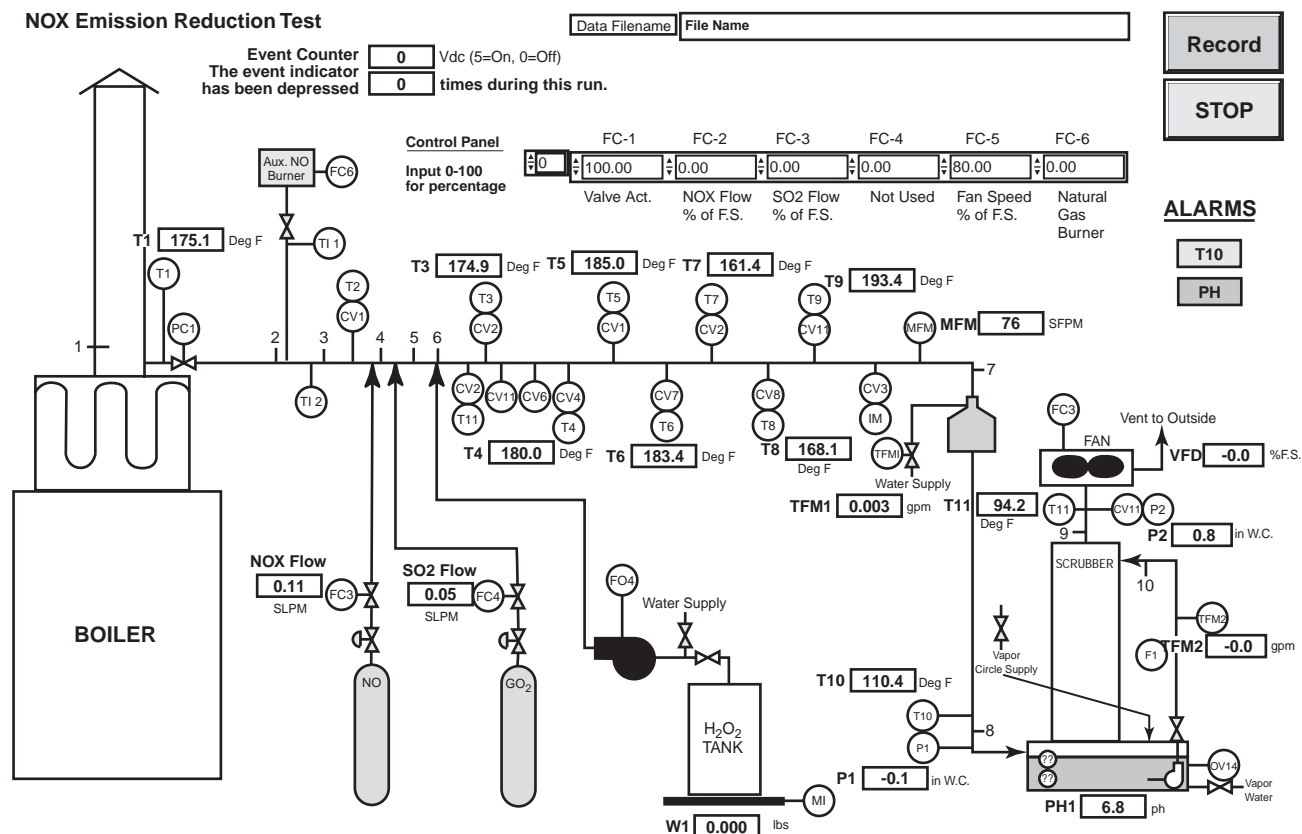 NOX Emission Reduction Test
Data Filename File Name
Record
STOP
Event Counter 0 Vdc (5=On, 0=Off)
The event indicator
has been depressed 0 times during this run.
Control Panel
Input 0-100
for percentage
FC-1 FC-2 FC-3 FC-4 FC-5 FC-6
0 100.00 0.00 0.00 0.00 80.00 0.00
Valve Act. NOX Flow SO2 Flow Not Used Fan Speed Natural
% of F.S. % of F.S. % of F.S. Gas
Burner
ALARMS
T10
PH
Aux. NO
Burner
FC6
T1 175.1 Deg F
TI 1
T1
T2
CV1
PC1
T3 174.9 Deg F
T5 185.0 Deg F
T7 161.4 Deg F
T9 193.4 Deg F
T3
CV2
T5
CV1
T7
CV2
T9
CV11
MFM
MFM 76 SFPM
1
2
3
4
5
6
7
TI 2
CV2
T11
CV11
CV6
CV4
T4
CV7
T6
CV8
T8
CV3
IM
T4 180.0 Deg F
T6 183.4 Deg F
T8 168.1
Deg F
TFMI
Water Supply
TFM1 0.003 gpm
T11 94.2
Deg F
FC3
FAN
Vent to Outside
VFD -0.0 %F.S.
T11
CV11
P2
P2 0.8 in W.C.
9
SCRUBBER
10
TFM2
F1
TFM2 -0.0 gpm
Vapor
Circle Supply
NOX Flow
0.11
SLPM
FC3
SO2 Flow
0.05
SLPM
FC4
FO4
Water Supply
BOILER
NO
GO2
H2O2
TANK
MI
W1 0.000 lbs
T10 110.4 Deg F
T10
P1
8
P1 -0.1 in W.C.
??
??
OV14
Vapor
Water
PH1 6.8 ph